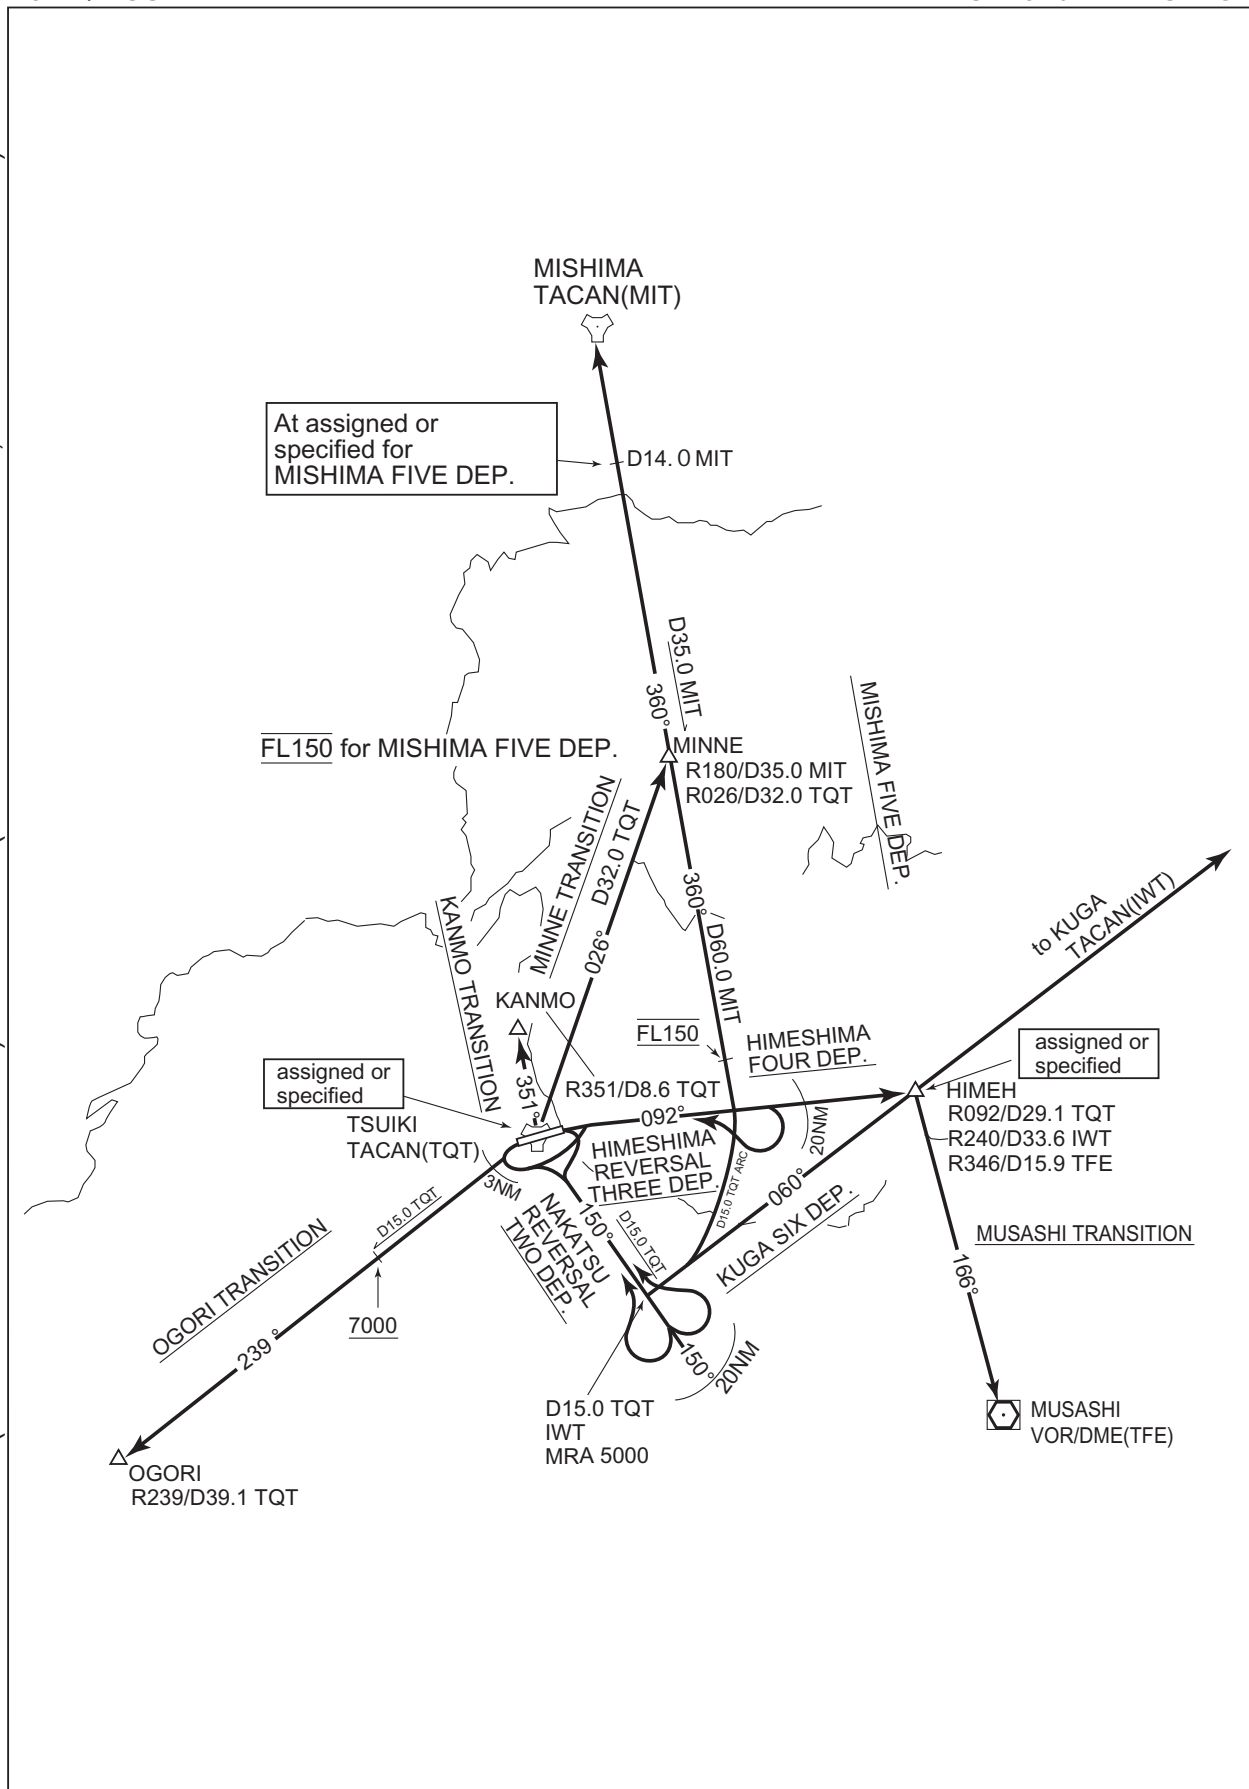 MISHIMA
TACAN(MIT)
At assigned or
specified for
MISHIMA FIVE DEP.
D14.0 MIT
D35.0 MIT
360°
MINNE
R180/D35.0 MIT
R026/D32.0 TQT
FL150 for MISHIMA FIVE DEP.
MISHIMA FIVE DEP.
MINNE TRANSITION
D32.0 TQT
026°
360°
D60.0 MIT
to KUGA
TACAN(IWT)
KANMO TRANSITION
KANMO
R351/D8.6 TQT
351°
FL150
HIMESHIMA
FOUR DEP.
assigned or
specified
assigned or
specified
TSUIKI
TACAN(TQT)
092°
20NM
HIMEH
R092/D29.1 TQT
R240/D33.6 IWT
R346/D15.9 TFE
HIMESHIMA
REVERSAL
THREE DEP.
3NM
NAKATSU
REVERSAL
TWO DEP.
150°
D15.0 TQT
D15.0 TQT ARC
060°
KUGA SIX DEP.
MUSASHI TRANSITION
166°
D15.0 TQT
OGORI TRANSITION
7000
239°
150°
20NM
D15.0 TQT
IWT
MRA 5000
MUSASHI
VOR/DME(TFE)
OGORI
R239/D39.1 TQT